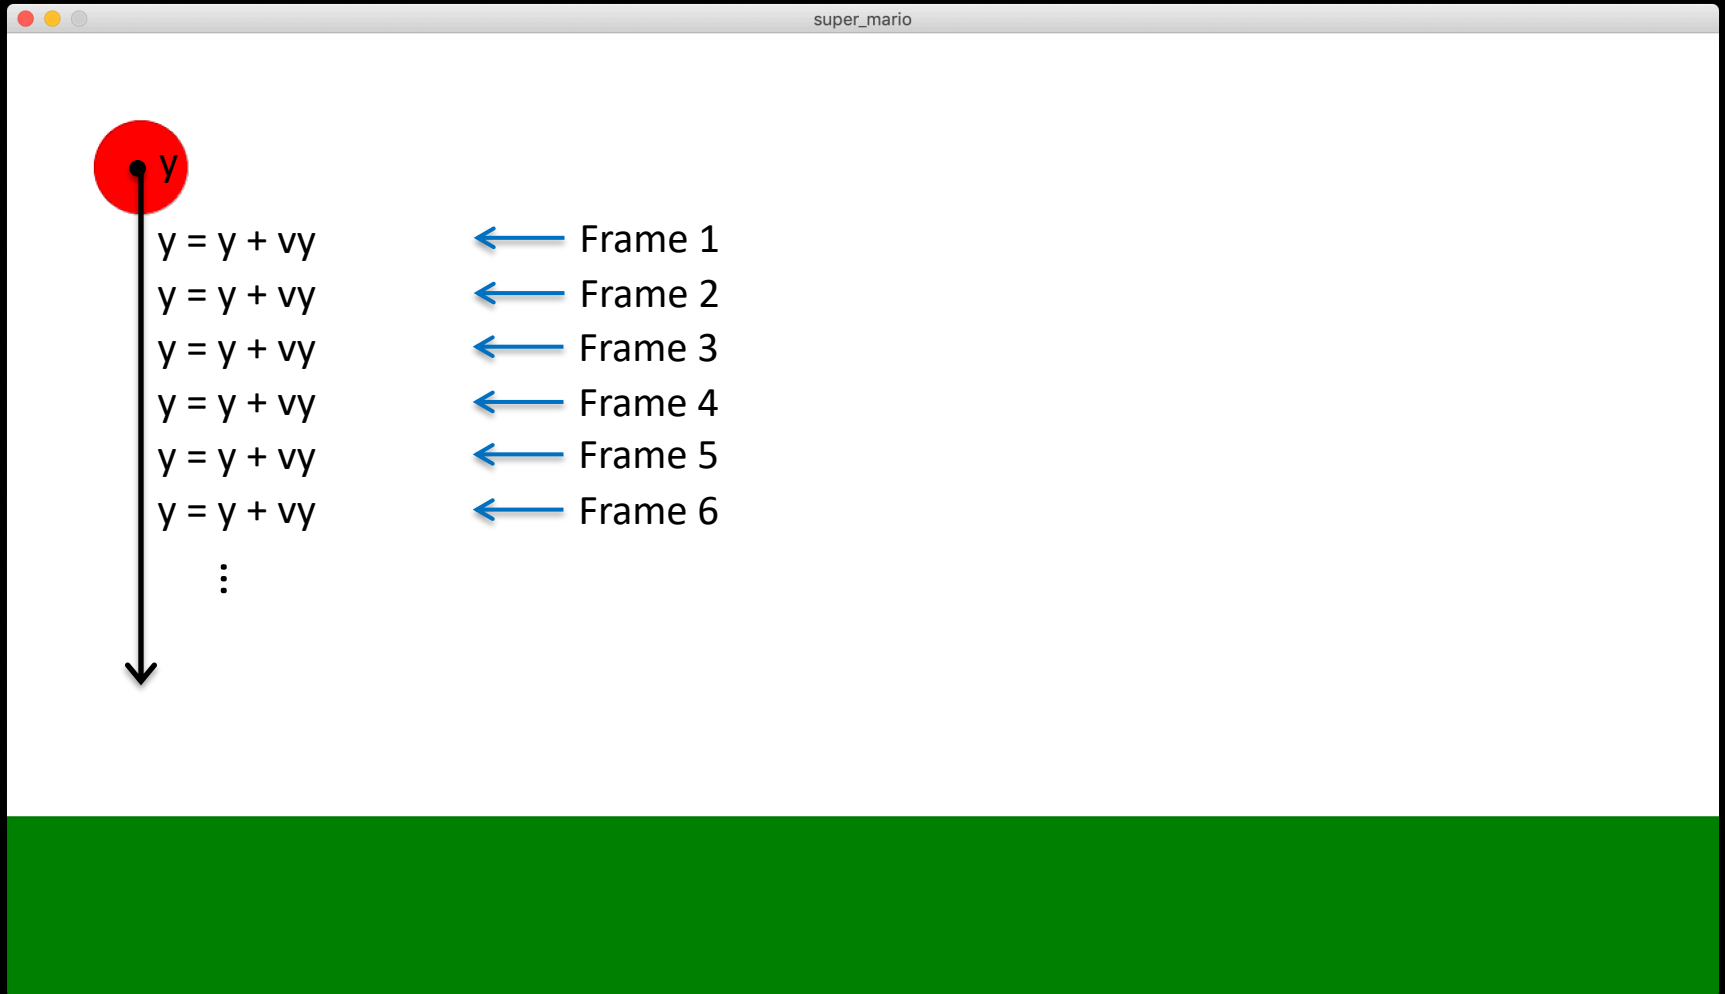 super_mario
y
y = y + vy Frame 1
y = y + vy Frame 2
y = y + vy Frame 3
y = y + vy Frame 4
y = y + vy Frame 5
y = y + vy Frame 6
⋮